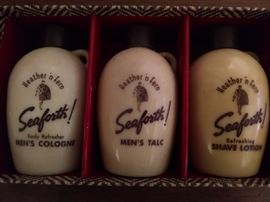 Heather 'n Fern
Seaforth!
Body Refresher
MEN'S COLOGNE
Heather 'n Fern
Seaforth!
MEN'S TALC
Heather 'n Fern
Seaforth!
Refreshing
SHAVE LOTION